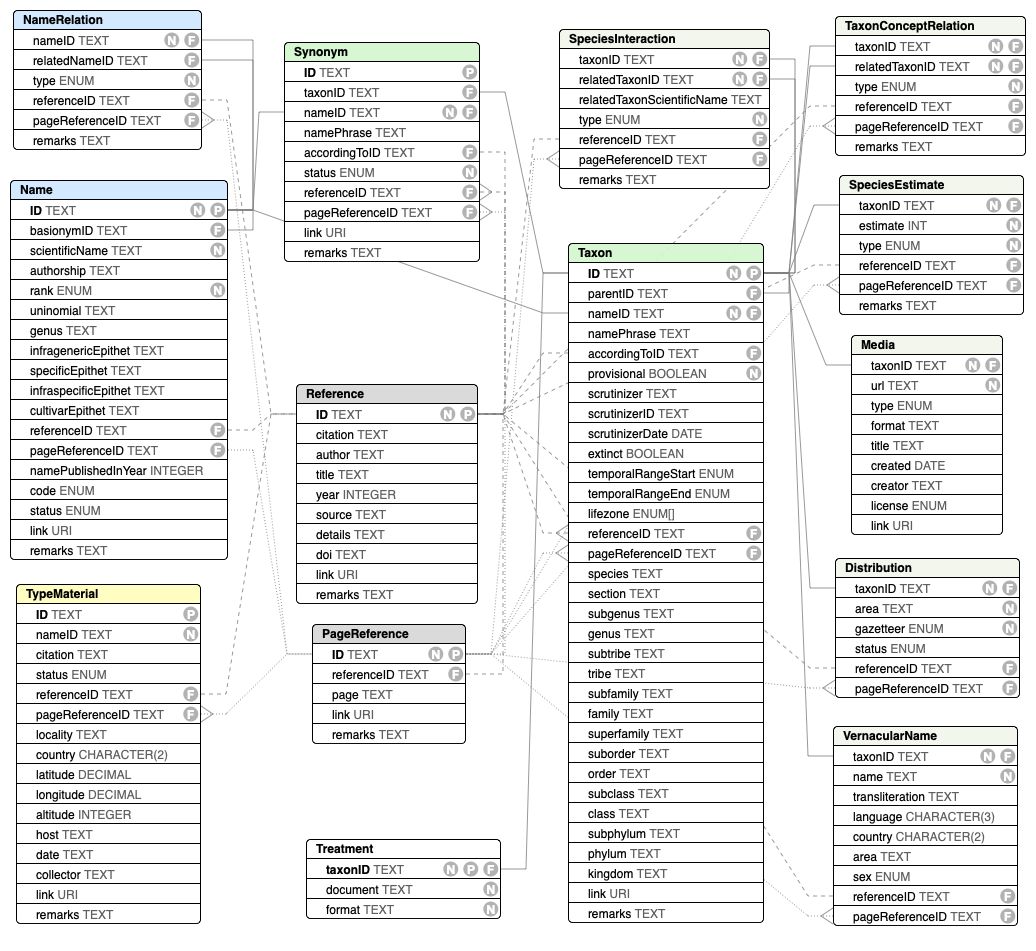 NameRelation
nameID TEXT N F
relatedNameID TEXT F
type ENUM N
referenceID TEXT F
pageReferenceID TEXT F
remarks TEXT
Name
ID TEXT N P
basionymID TEXT F
scientificName TEXT N
authorship TEXT
rank ENUM N
uninomial TEXT
genus TEXT
infragenericEpithet TEXT
specificEpithet TEXT
infraspecificEpithet TEXT
cultivarEpithet TEXT
referenceID TEXT F
pageReferenceID TEXT F
namePublishedInYear INTEGER
code ENUM
status ENUM
link URI
remarks TEXT
TypeMaterial
ID TEXT P
nameID TEXT N
citation TEXT
status ENUM
referenceID TEXT F
pageReferenceID TEXT F
locality TEXT
country CHARACTER(2)
latitude DECIMAL
longitude DECIMAL
altitude INTEGER
host TEXT
date TEXT
collector TEXT
link URI
remarks TEXT
Synonym
ID TEXT P
taxonID TEXT F
nameID TEXT N F
namePhrase TEXT
accordingToID TEXT F
status ENUM N
referenceID TEXT F
pageReferenceID TEXT F
link URI
remarks TEXT
Reference
ID TEXT N P
citation TEXT
author TEXT
title TEXT
year INTEGER
source TEXT
details TEXT
doi TEXT
link URI
remarks TEXT
PageReference
ID TEXT N P
referenceID TEXT F
page TEXT
link URI
remarks TEXT
Treatment
taxonID TEXT N P F
document TEXT N
format TEXT N
SpeciesInteraction
taxonID TEXT N F
relatedTaxonID TEXT N F
relatedTaxonScientificName TEXT
type ENUM N
referenceID TEXT F
pageReferenceID TEXT F
remarks TEXT
Taxon
ID TEXT N P
parentID TEXT F
nameID TEXT N F
namePhrase TEXT
accordingToID TEXT F
provisional BOOLEAN N
scrutinizer TEXT
scrutinizerID TEXT
scrutinizerDate DATE
extinct BOOLEAN
temporalRangeStart ENUM
temporalRangeEnd ENUM
lifezone ENUM[]
referenceID TEXT F
pageReferenceID TEXT F
species TEXT
section TEXT
subgenus TEXT
genus TEXT
subtribe TEXT
tribe TEXT
subfamily TEXT
family TEXT
superfamily TEXT
suborder TEXT
order TEXT
subclass TEXT
class TEXT
subphylum TEXT
phylum TEXT
kingdom TEXT
link URI
remarks TEXT
TaxonConceptRelation
taxonID TEXT N F
relatedTaxonID TEXT N F
type ENUM N
referenceID TEXT F
pageReferenceID TEXT F
remarks TEXT
SpeciesEstimate
taxonID TEXT N F
estimate INT N
type ENUM N
referenceID TEXT F
pageReferenceID TEXT F
remarks TEXT
Media
taxonID TEXT N F
url TEXT N
type ENUM
format TEXT
title TEXT
created DATE
creator TEXT
license ENUM
link URI
Distribution
taxonID TEXT N F
area TEXT N
gazetteer ENUM N
status ENUM
referenceID TEXT F
pageReferenceID TEXT F
VernacularName
taxonID TEXT N F
name TEXT N
transliteration TEXT
language CHARACTER(3)
country CHARACTER(2)
area TEXT
sex ENUM
referenceID TEXT F
pageReferenceID TEXT F